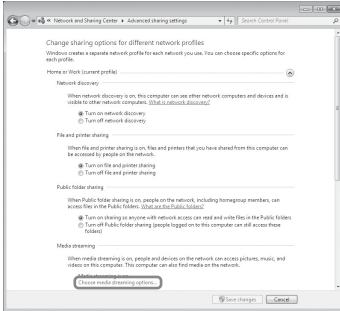 « Network and Sharing Center ▸ Advanced sharing settings
Search Control Panel
Change sharing options for different network profiles
Windows creates a separate network profile for each network you use. You can choose specific options for
each profile.
Home or Work (current profile)
Network discovery
When network discovery is on, this computer can see other network computers and devices and is
visible to other network computers. What is network discovery?
Turn on network discovery
Turn off network discovery
File and printer sharing
When file and printer sharing is on, files and printers that you have shared from this computer can
be accessed by people on the network.
Turn on file and printer sharing
Turn off file and printer sharing
Public folder sharing
When Public folder sharing is on, people on the network, including homegroup members, can
access files in the Public folders. What are the Public folders?
Turn on sharing so anyone with network access can read and write files in the Public folders
Turn off Public folder sharing (people logged on to this computer can still access these
folders)
Media streaming
When media streaming is on, people and devices on the network can access pictures, music, and
videos on this computer. This computer can also find media on the network.
Choose media streaming options...
Save changes
Cancel